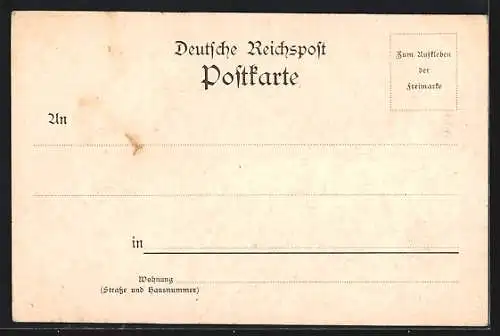 Deutsche Reichspost
Postkarte
Zum Aufkleben
der
Freimarke
An
in
Wohnung
(Straße und Hausnummer)